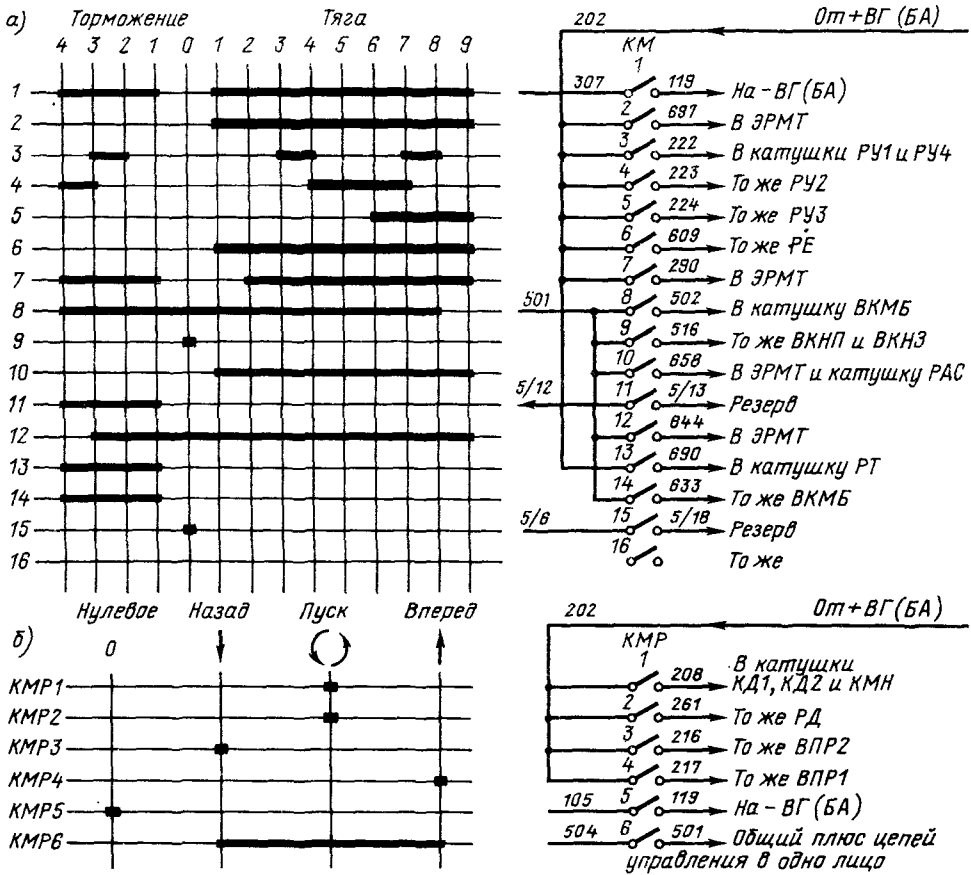 а) Торможение Тяга
4 3 2 1 0 1 2 3 4 5 6 7 8 9
1
2
3
4
5
6
7
8
9
10
11
12
13
14
15
16
202 От+ВГ (БА)
КМ
307 1 119 На-ВГ(БА)
2 697 В ЭРМТ
3 222 В катушки РУ1 и РУ4
4 223 То же РУ2
5 224 То же РУ3
6 609 То же РЕ
7 290 В ЭРМТ
501 8 502 В катушку ВКМБ
9 516 То же ВКНП и ВКНЗ
10 658 В ЭРМТ и катушку РАС
5/12 11 5/13 Резерв
12 644 В ЭРМТ
13 690 В катушку РТ
14 633 То же ВКМБ
5/6 15 5/18 Резерв
16 То же
б) Нулевое Назад Пуск Вперед
0
КМР1
КМР2
КМР3
КМР4
КМР5
КМР6
202 От+ВГ(БА)
КМР
1 208 В катушки
КД1, КД2 и КМН
2 261 То же РД
3 216 То же ВПР2
4 217 То же ВПР1
105 5 119 На-ВГ(БА)
504 6 501 Общий плюс цепей
управления в одно лицо